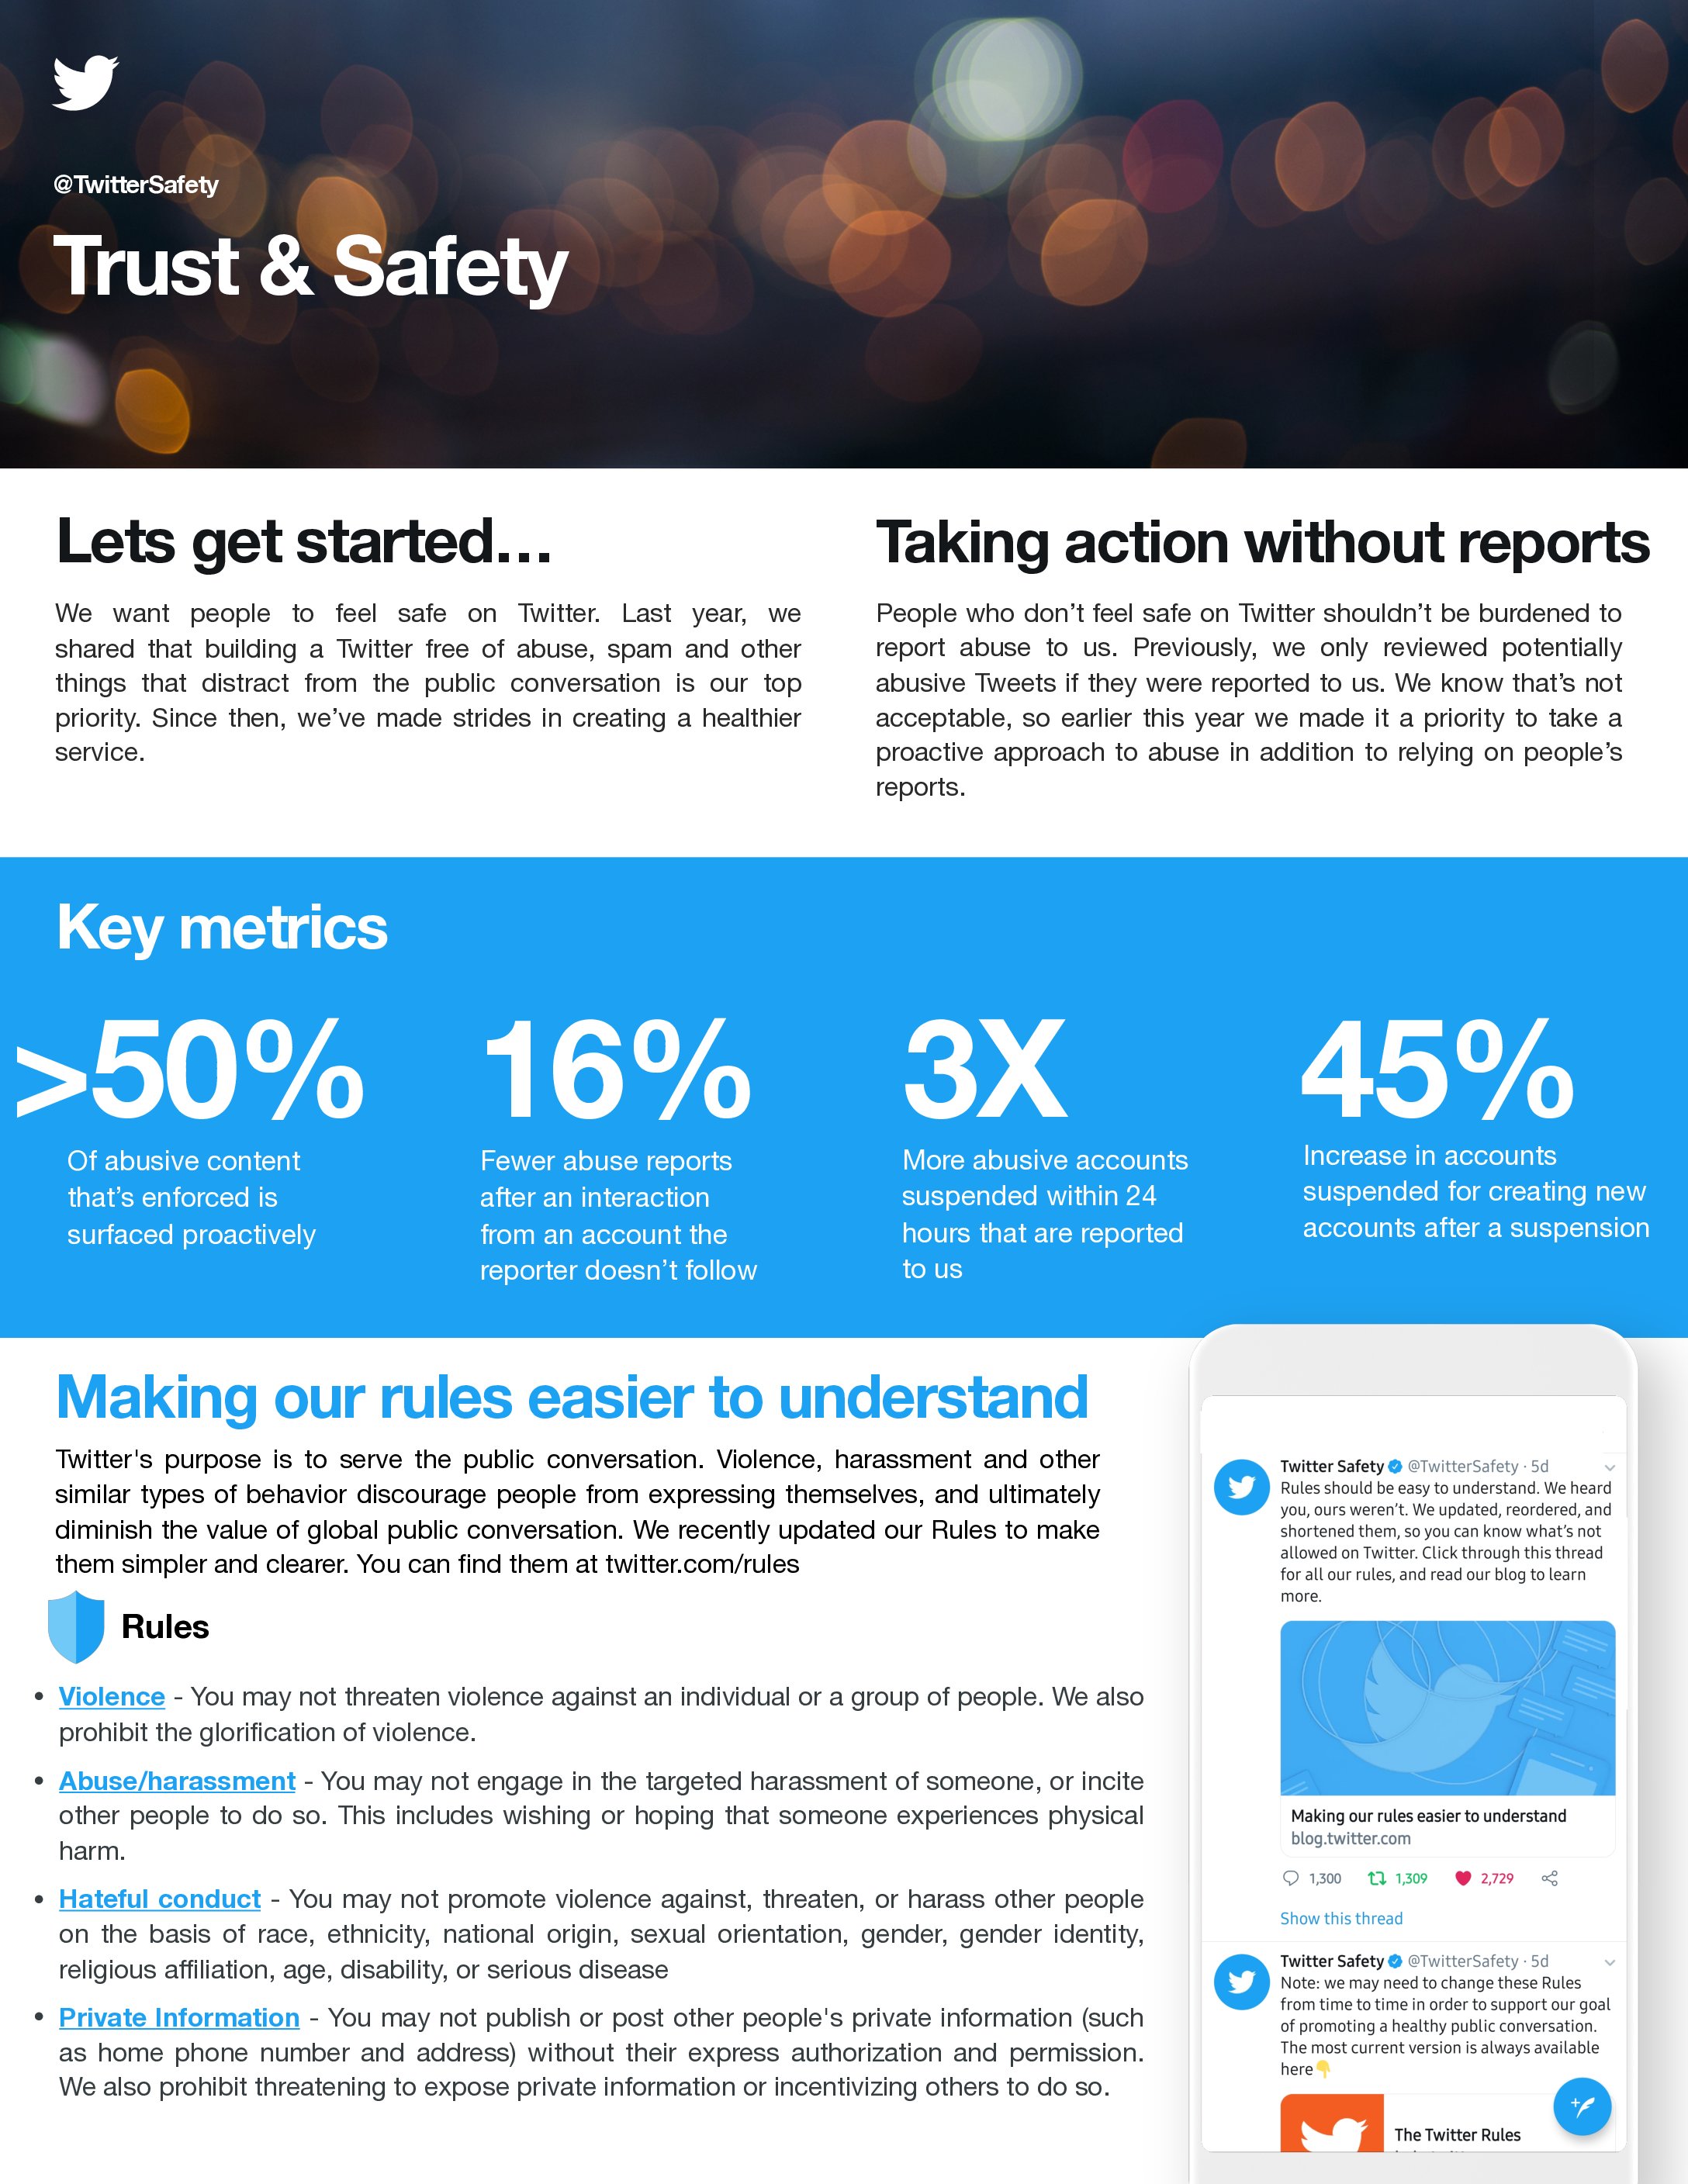 @TwitterSafety
Trust & Safety
Lets get started…
We want people to feel safe on Twitter. Last year, we
shared that building a Twitter free of abuse, spam and other
things that distract from the public conversation is our top
priority. Since then, we’ve made strides in creating a healthier
service.
Taking action without reports
People who don’t feel safe on Twitter shouldn’t be burdened to
report abuse to us. Previously, we only reviewed potentially
abusive Tweets if they were reported to us. We know that’s not
acceptable, so earlier this year we made it a priority to take a
proactive approach to abuse in addition to relying on people’s
reports.
Key metrics
>50%
Of abusive content
that’s enforced is
surfaced proactively
16%
Fewer abuse reports
after an interaction
from an account the
reporter doesn’t follow
3X
More abusive accounts
suspended within 24
hours that are reported
to us
45%
Increase in accounts
suspended for creating new
accounts after a suspension
Making our rules easier to understand
Twitter's purpose is to serve the public conversation. Violence, harassment and other
similar types of behavior discourage people from expressing themselves, and ultimately
diminish the value of global public conversation. We recently updated our Rules to make
them simpler and clearer. You can find them at twitter.com/rules
Rules
• Violence - You may not threaten violence against an individual or a group of people. We also
prohibit the glorification of violence.
• Abuse/harassment - You may not engage in the targeted harassment of someone, or incite
other people to do so. This includes wishing or hoping that someone experiences physical
harm.
• Hateful conduct - You may not promote violence against, threaten, or harass other people
on the basis of race, ethnicity, national origin, sexual orientation, gender, gender identity,
religious affiliation, age, disability, or serious disease
• Private Information - You may not publish or post other people's private information (such
as home phone number and address) without their express authorization and permission.
We also prohibit threatening to expose private information or incentivizing others to do so.
Twitter Safety @TwitterSafety · 5d
Rules should be easy to understand. We heard
you, ours weren’t. We updated, reordered, and
shortened them, so you can know what’s not
allowed on Twitter. Click through this thread
for all our rules, and read our blog to learn
more.
Making our rules easier to understand
blog.twitter.com
1,300 1,309 2,729
Show this thread
Twitter Safety @TwitterSafety · 5d
Note: we may need to change these Rules
from time to time in order to support our goal
of promoting a healthy public conversation.
The most current version is always available
here👇
The Twitter Rules